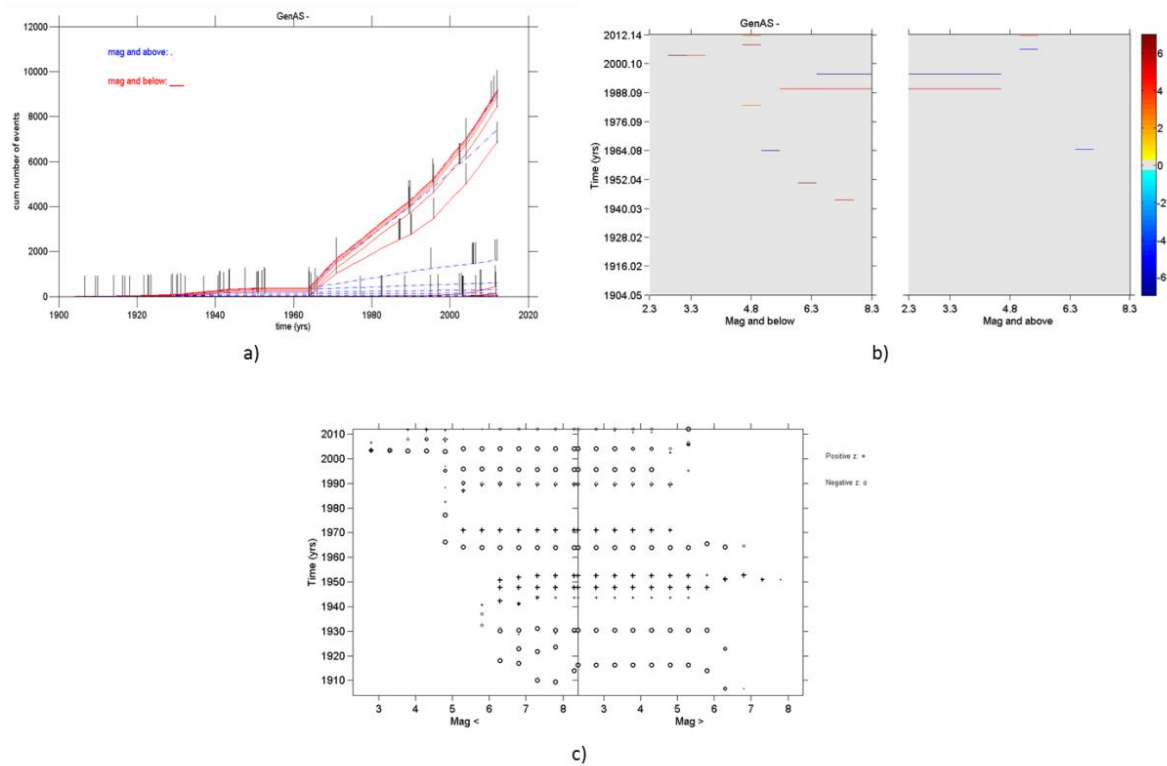 GenAS -
12000
10000
8000
6000
4000
2000
0
cum number of events
mag and above: .
mag and below: ___
1900 1920 1940 1960 1980 2000 2020
time (yrs)
a)
GenAS -
2012.14
2000.10
1988.09
1976.09
1964.08
1952.04
1940.03
1928.02
1916.02
1904.05
Time (yrs)
2.3 3.3 4.8 6.3 8.3
Mag and below
2.3 4.8 6.3 8.3
Mag and above
6
4
2
0
-2
-4
-6
b)
2010
2000
1990
1980
1970
1960
1950
1940
1930
1920
1910
Time (yrs)
3 4 5 6 7 8 3 4 5 6 7 8
Mag < Mag >
Positive z: +
Negative z: o
c)